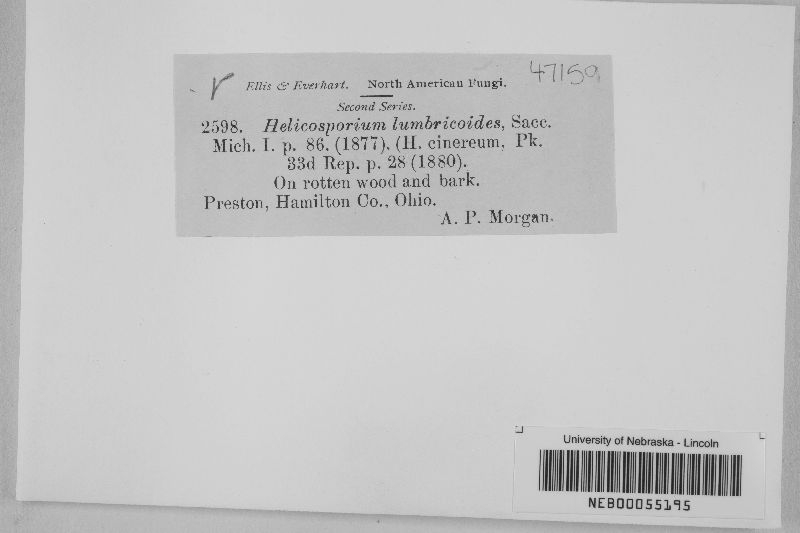 47159
Ellis & Everhart. North American Fungi.
Second Series.
2598. Helicosporium lumbricoides, Sacc.
Mich. I. p. 86. (1877). (H. cinereum, Pk.
33d Rep. p. 28 (1880).
On rotten wood and bark.
Preston, Hamilton Co., Ohio.
A. P. Morgan.
University of Nebraska - Lincoln
NEB00055195